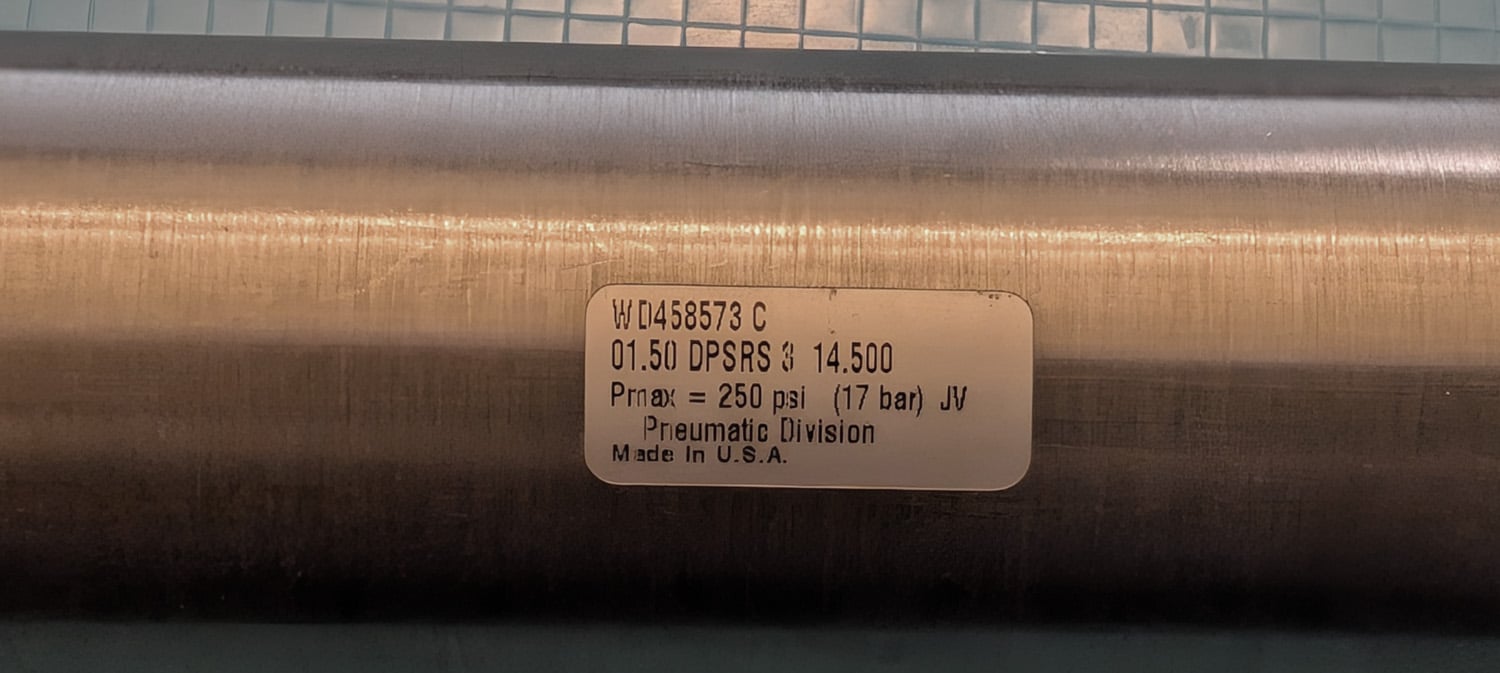 WD458573 C
01.50 DPSRS 3 14.500
Pmax = 250 psi (17 bar) JV
Pneumatic Division
Made In U.S.A.